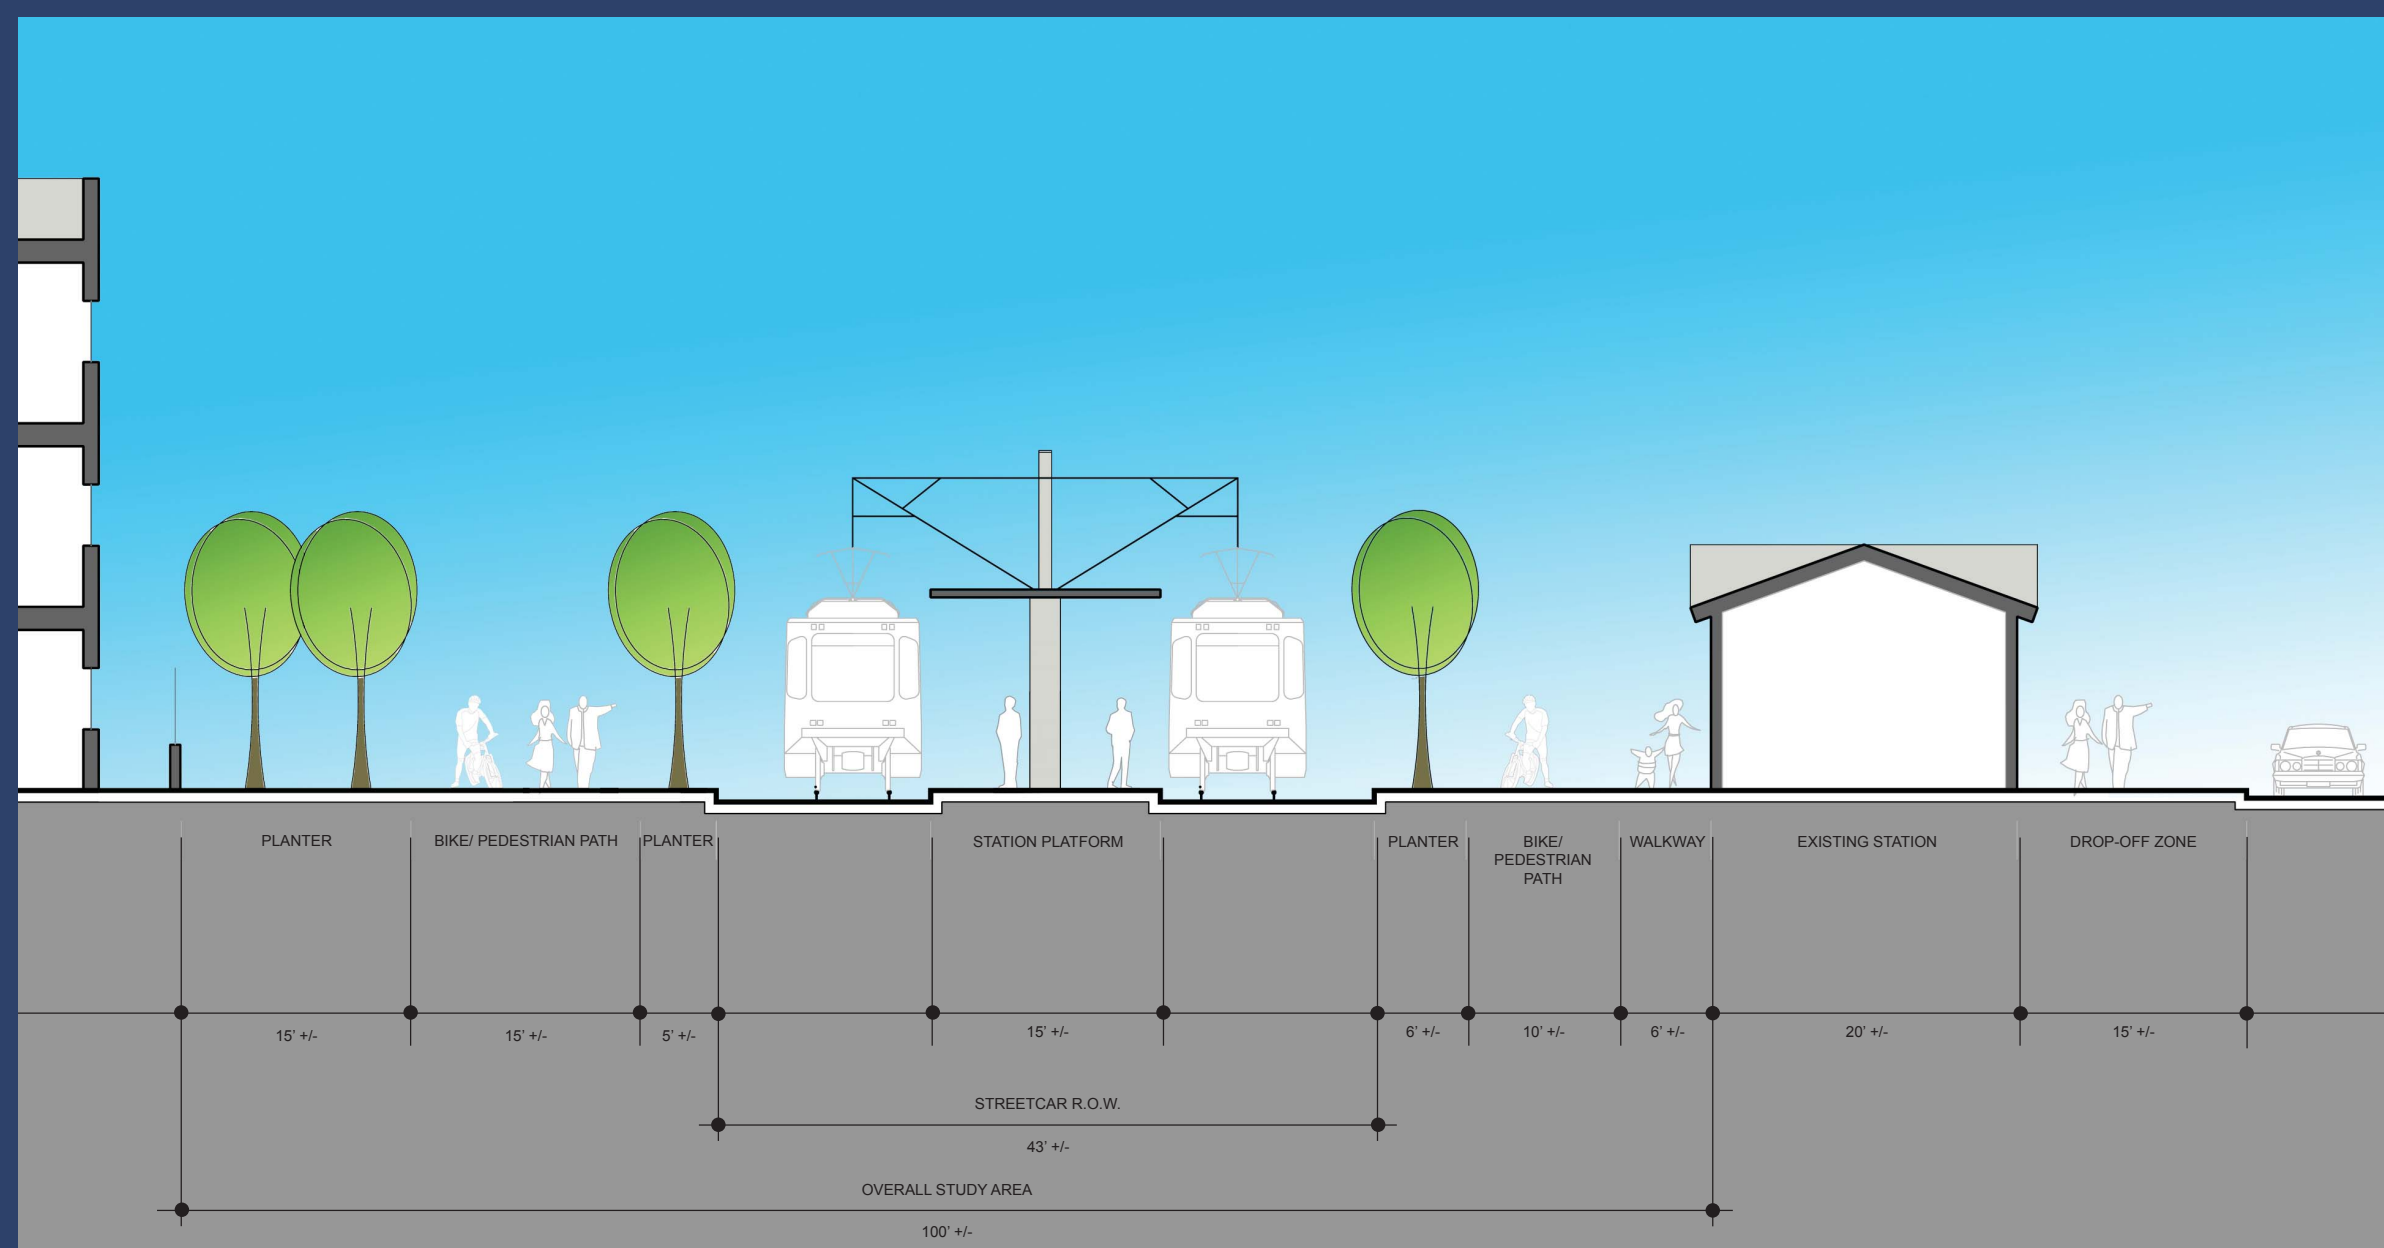 PLANTER
BIKE/ PEDESTRIAN PATH
PLANTER
STATION PLATFORM
PLANTER
BIKE/
PEDESTRIAN
PATH
WALKWAY
EXISTING STATION
DROP-OFF ZONE
15’ +/-
15’ +/-
5’ +/-
15’ +/-
6’ +/-
10’ +/-
6’ +/-
20’ +/-
15’ +/-
STREETCAR R.O.W.
43’ +/-
OVERALL STUDY AREA
100’ +/-